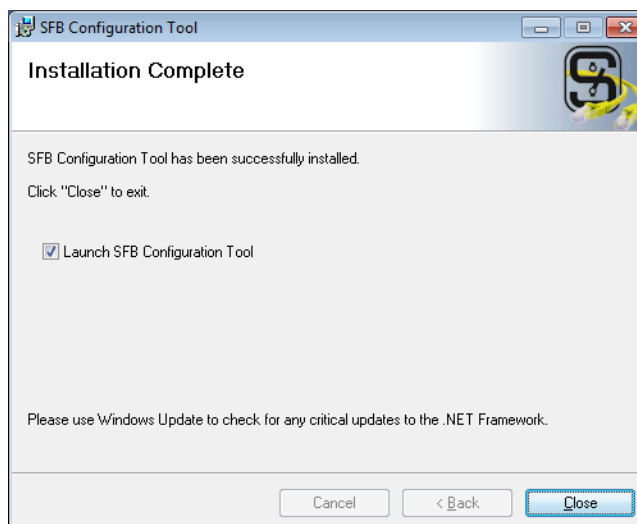 SFB Configuration Tool
Installation Complete
SFB Configuration Tool has been successfully installed.
Click "Close" to exit.
Launch SFB Configuration Tool
Please use Windows Update to check for any critical updates to the .NET Framework.
Cancel
< Back
Close